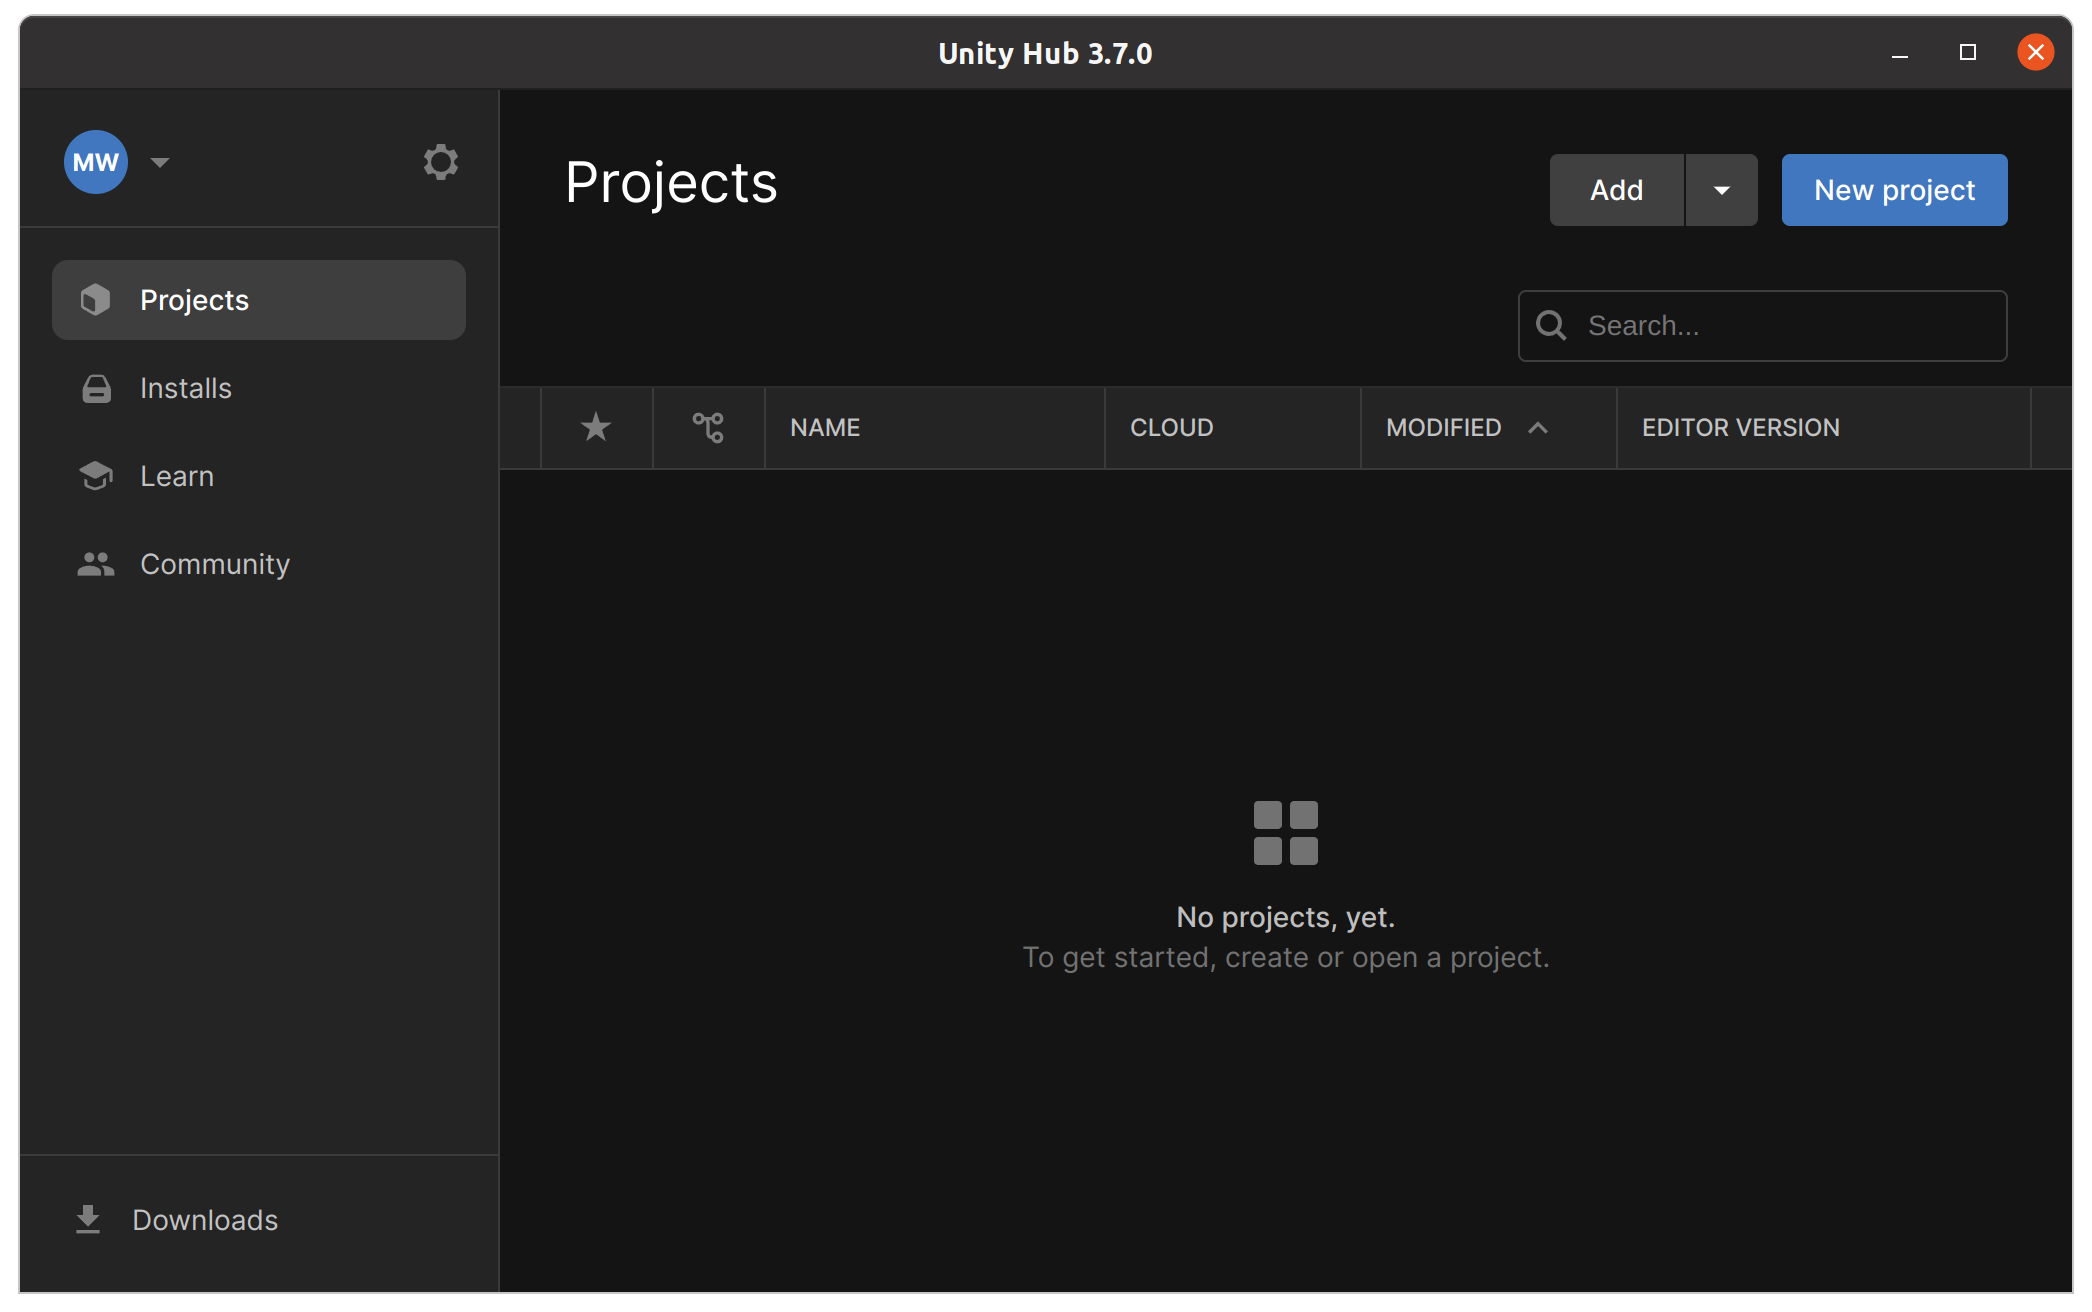 Unity Hub 3.7.0
MW
Projects
Installs
Learn
Community
Downloads
Projects
Add
New project
Search...
NAME CLOUD MODIFIED EDITOR VERSION
No projects, yet.
To get started, create or open a project.